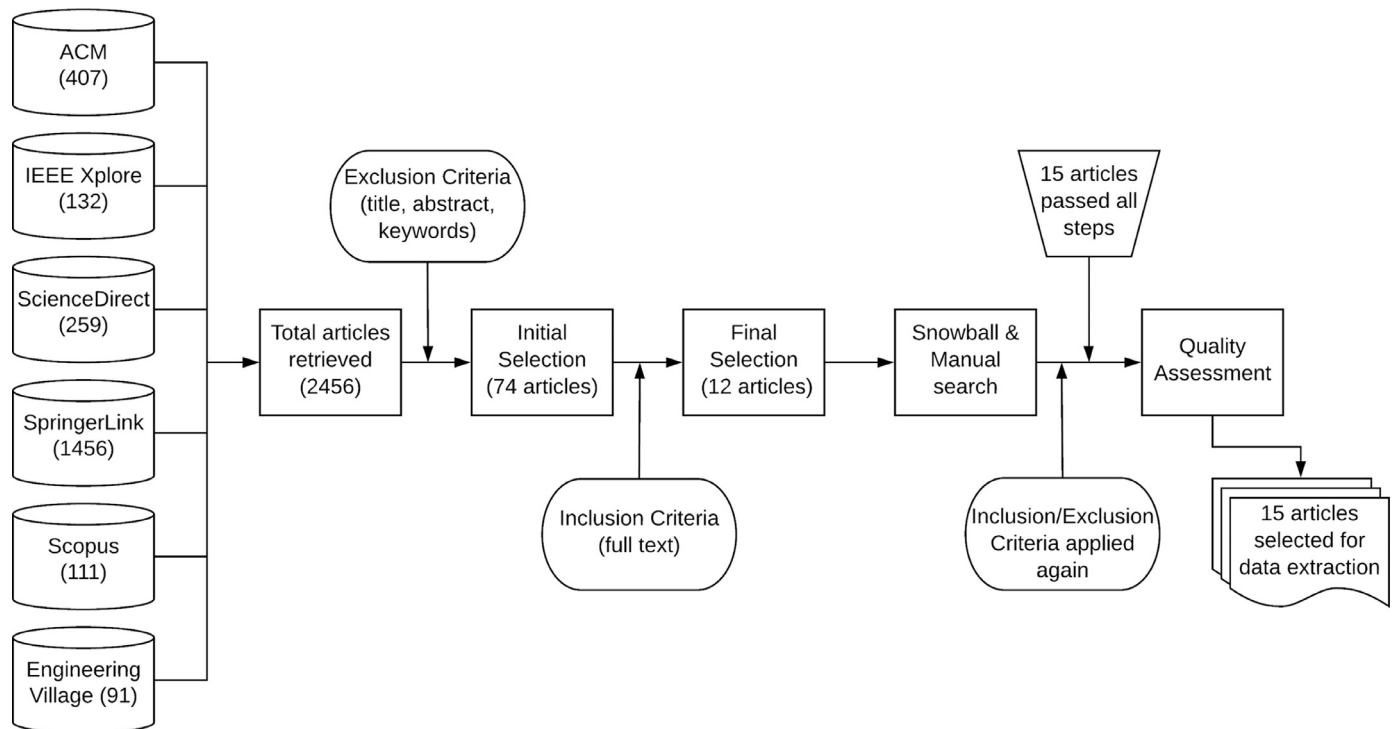 ACM
(407)
IEEE Xplore
(132)
ScienceDirect
(259)
SpringerLink
(1456)
Scopus
(111)
Engineering
Village (91)
Total articles
retrieved
(2456)
Exclusion Criteria
(title, abstract,
keywords)
Initial
Selection
(74 articles)
Inclusion Criteria
(full text)
Final
Selection
(12 articles)
Snowball &
Manual
search
15 articles
passed all
steps
Inclusion/Exclusion
Criteria applied
again
Quality
Assessment
15 articles
selected for
data extraction